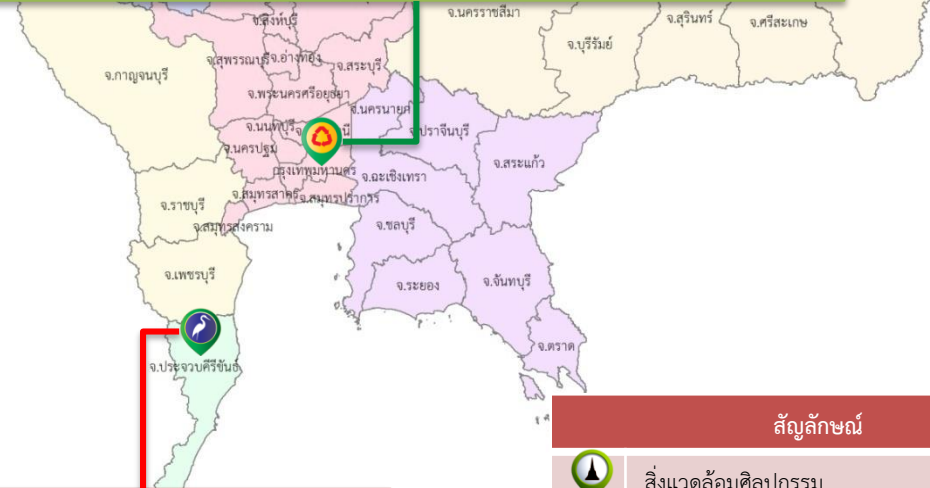 จ.นครราชสีมา
จ.สุรินทร์
จ.ศรีสะเกษ
จ.สิงห์บุรี
จ.บุรีรัมย์
จ.สุพรรณบุรี
จ.อ่างทอง
จ.สระบุรี
จ.กาญจนบุรี
จ.พระนครศรีอยุธยา
จ.นครนายก
จ.นนทบุรี
จ.ปราจีนบุรี
จ.นครปฐม
จ.สระแก้ว
กรุงเทพมหานคร
จ.ฉะเชิงเทรา
จ.ราชบุรี
จ.สมุทรสาคร
จ.สมุทรปราการ
จ.สมุทรสงคราม
จ.ชลบุรี
จ.เพชรบุรี
จ.ระยอง
จ.จันทบุรี
จ.ตราด
จ.ประจวบคีรีขันธ์
สัญลักษณ์
สิ่งแวดล้อมศิลปกรรม